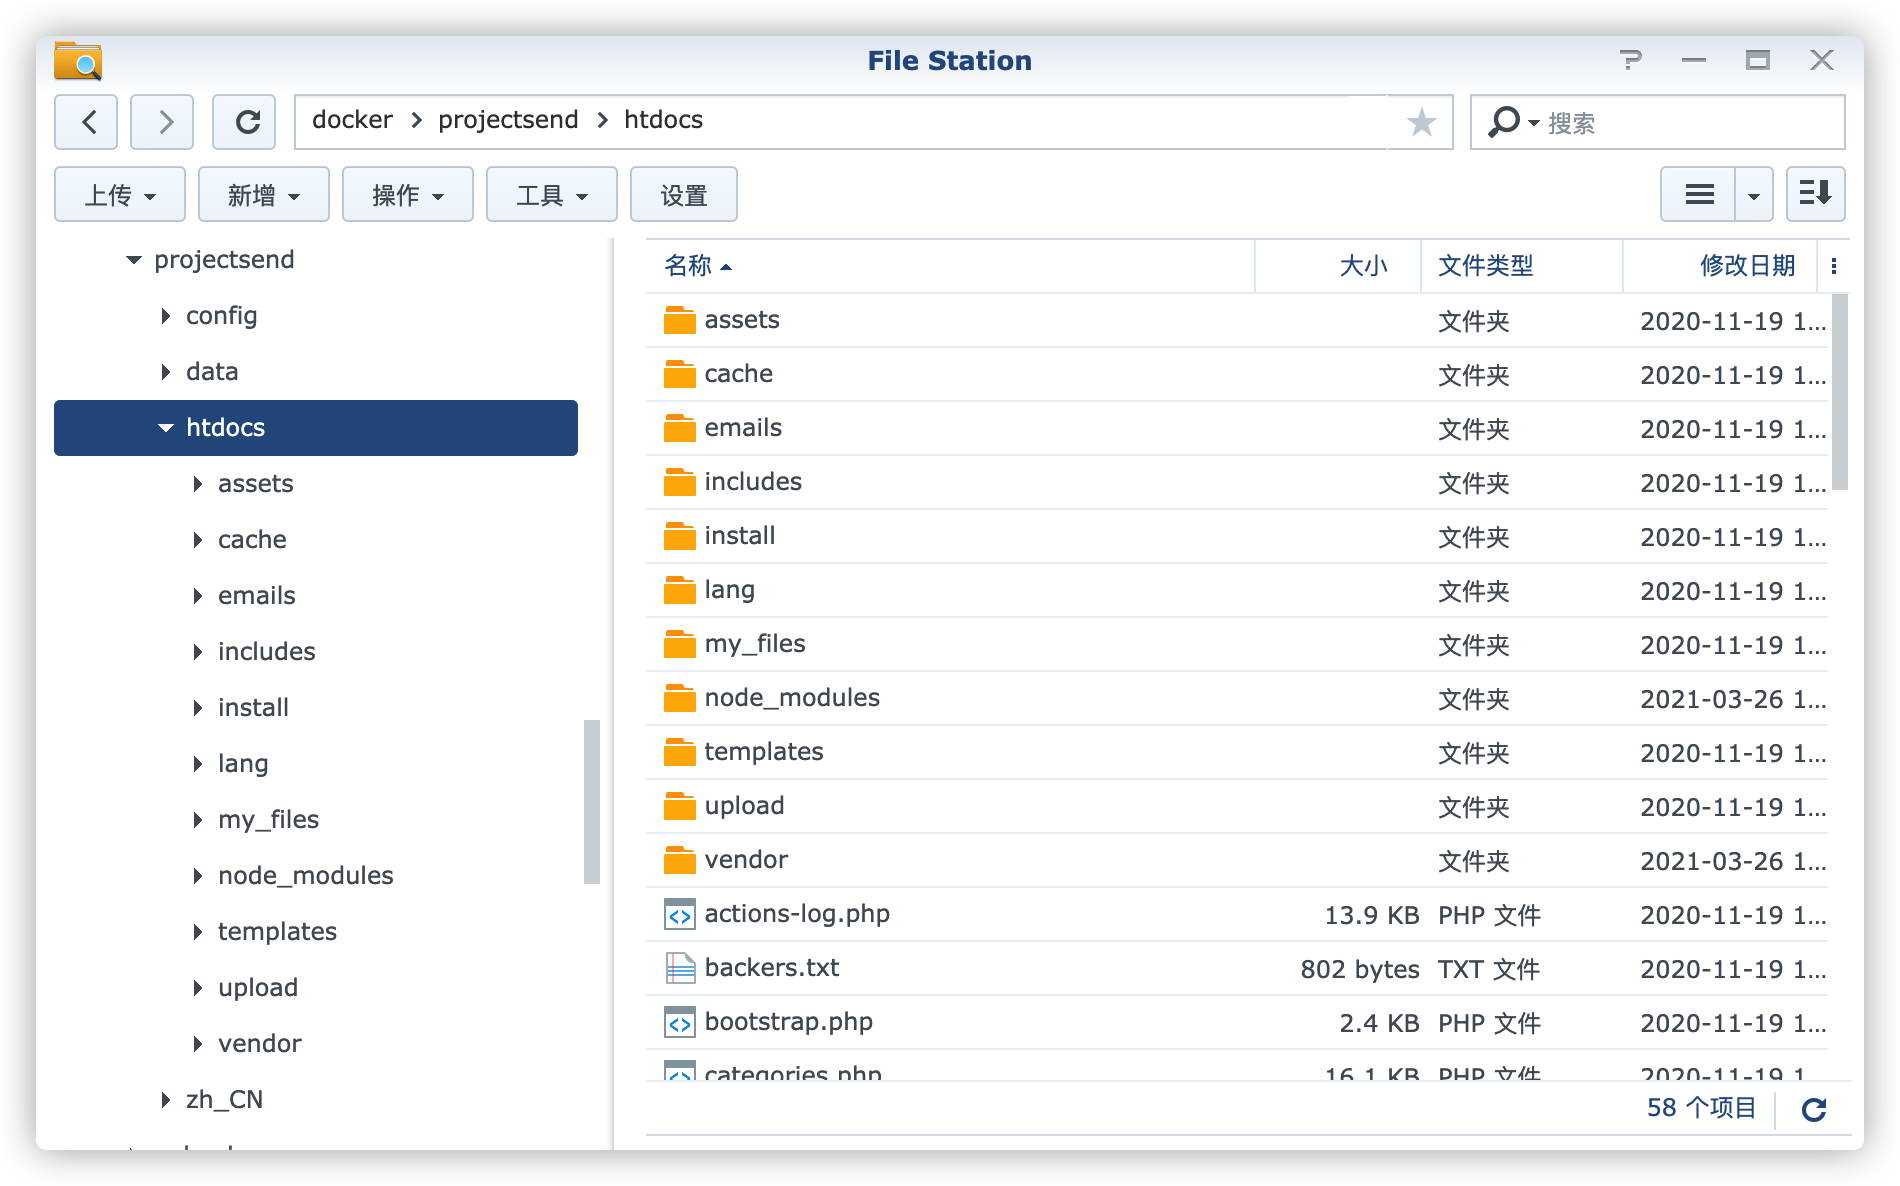 File Station
docker > projectsend > htdocs
搜索
上传 新增 操作 工具 设置
projectsend
config
data
htdocs
assets
cache
emails
includes
install
lang
my_files
node_modules
templates
upload
vendor
zh_CN
名称 大小 文件类型 修改日期
assets 文件夹 2020-11-19 1...
cache 文件夹 2020-11-19 1...
emails 文件夹 2020-11-19 1...
includes 文件夹 2020-11-19 1...
install 文件夹 2020-11-19 1...
lang 文件夹 2020-11-19 1...
my_files 文件夹 2020-11-19 1...
node_modules 文件夹 2021-03-26 1...
templates 文件夹 2020-11-19 1...
upload 文件夹 2020-11-19 1...
vendor 文件夹 2021-03-26 1...
actions-log.php 13.9 KB PHP 文件 2020-11-19 1...
backers.txt 802 bytes TXT 文件 2020-11-19 1...
bootstrap.php 2.4 KB PHP 文件 2020-11-19 1...
categories.php 16.1 KB PHP 文件 2020-11-19 1
58 个项目